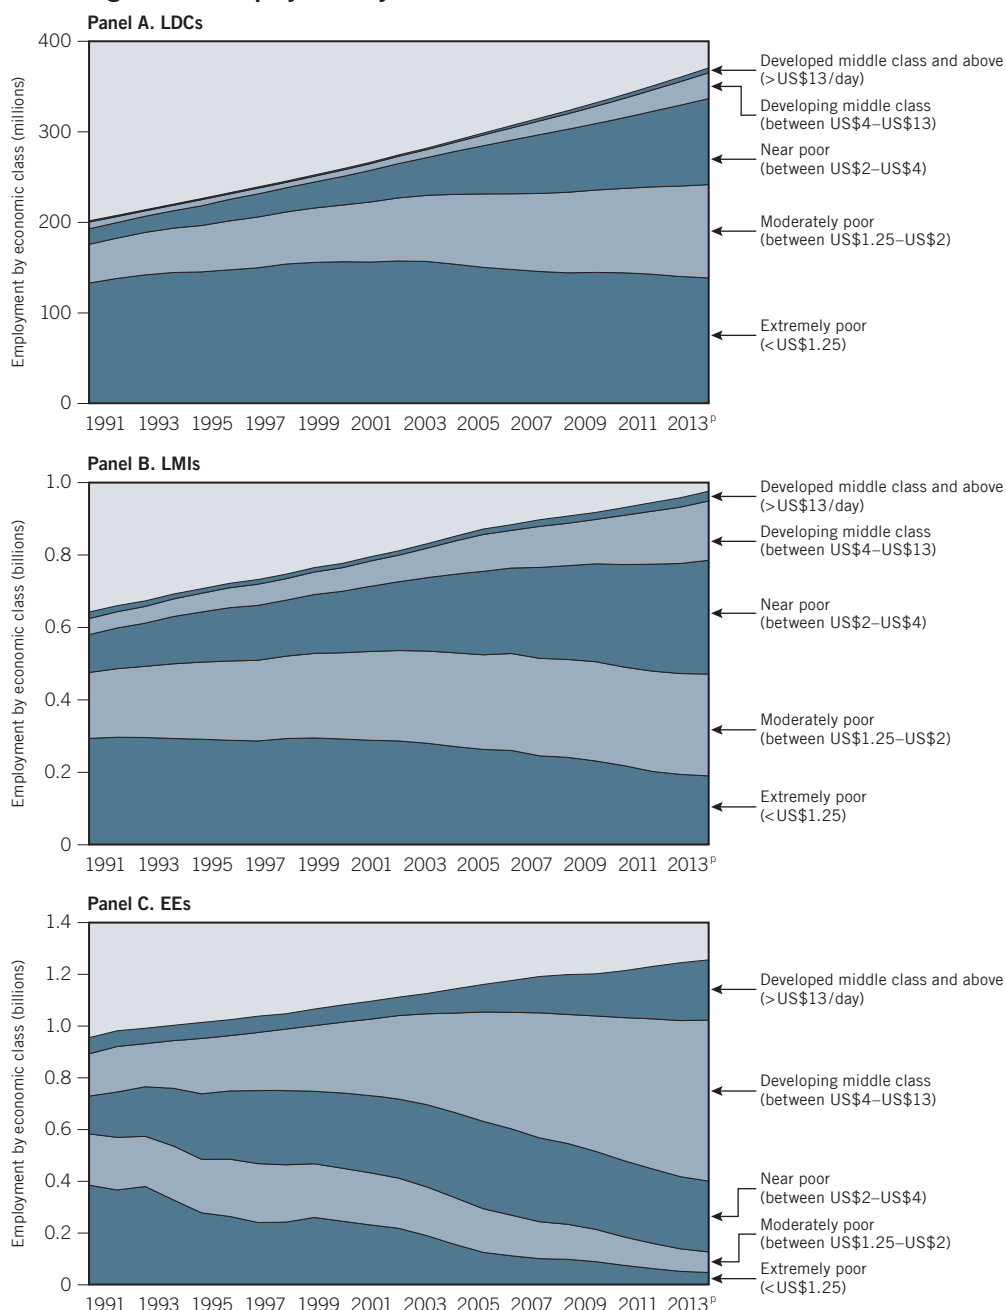 Panel A. LDCs
Employment by economic class (millions)
400
300
200
100
0
1991 1993 1995 1997 1999 2001 2003 2005 2007 2009 2011 2013p
Developed middle class and above
(>US$13/day)
Developing middle class
(between US$4–US$13)
Near poor
(between US$2–US$4)
Moderately poor
(between US$1.25–US$2)
Extremely poor
(<US$1.25)
Panel B. LMIs
Employment by economic class (billions)
1.0
0.8
0.6
0.4
0.2
0
1991 1993 1995 1997 1999 2001 2003 2005 2007 2009 2011 2013p
Developed middle class and above
(>US$13/day)
Developing middle class
(between US$4–US$13)
Near poor
(between US$2–US$4)
Moderately poor
(between US$1.25–US$2)
Extremely poor
(<US$1.25)
Panel C. EEs
Employment by economic class (billions)
1.4
1.2
1.0
0.8
0.6
0.4
0.2
0
1991 1993 1995 1997 1999 2001 2003 2005 2007 2009 2011 2013p
Developed middle class and above
(>US$13/day)
Developing middle class
(between US$4–US$13)
Near poor
(between US$2–US$4)
Moderately poor
(between US$1.25–US$2)
Extremely poor
(<US$1.25)